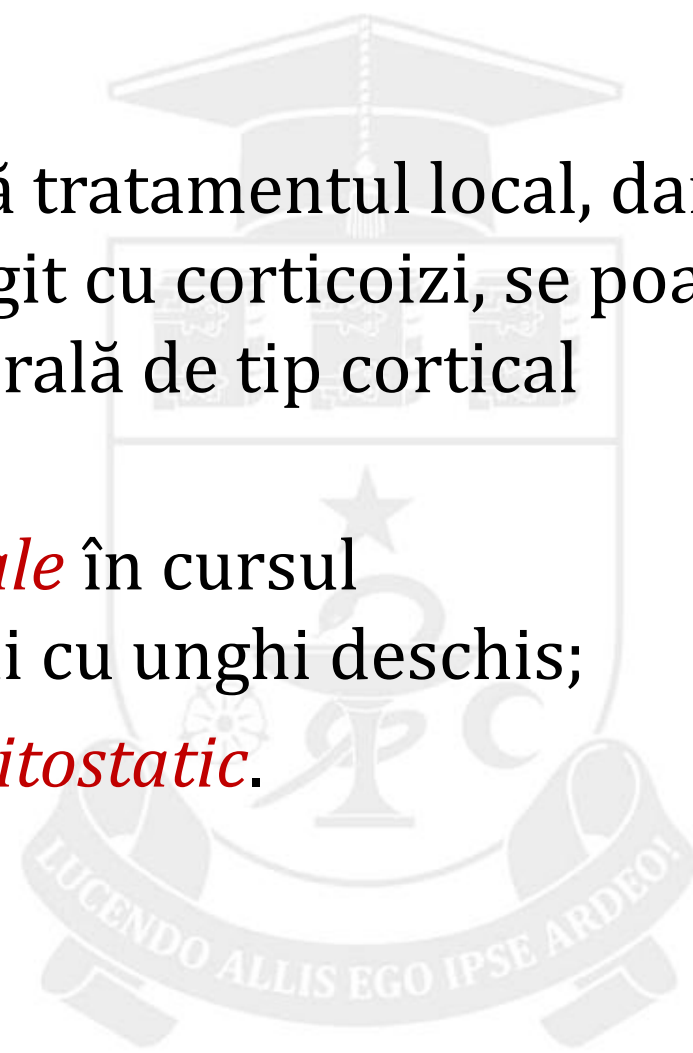 ă tratamentul local, dar
git cu corticoizi, se poa
rală de tip cortical
ale în cursul
i cu unghi deschis;
itostatic.
LUCENDO ALLIS EGO IPSE ARDEO!